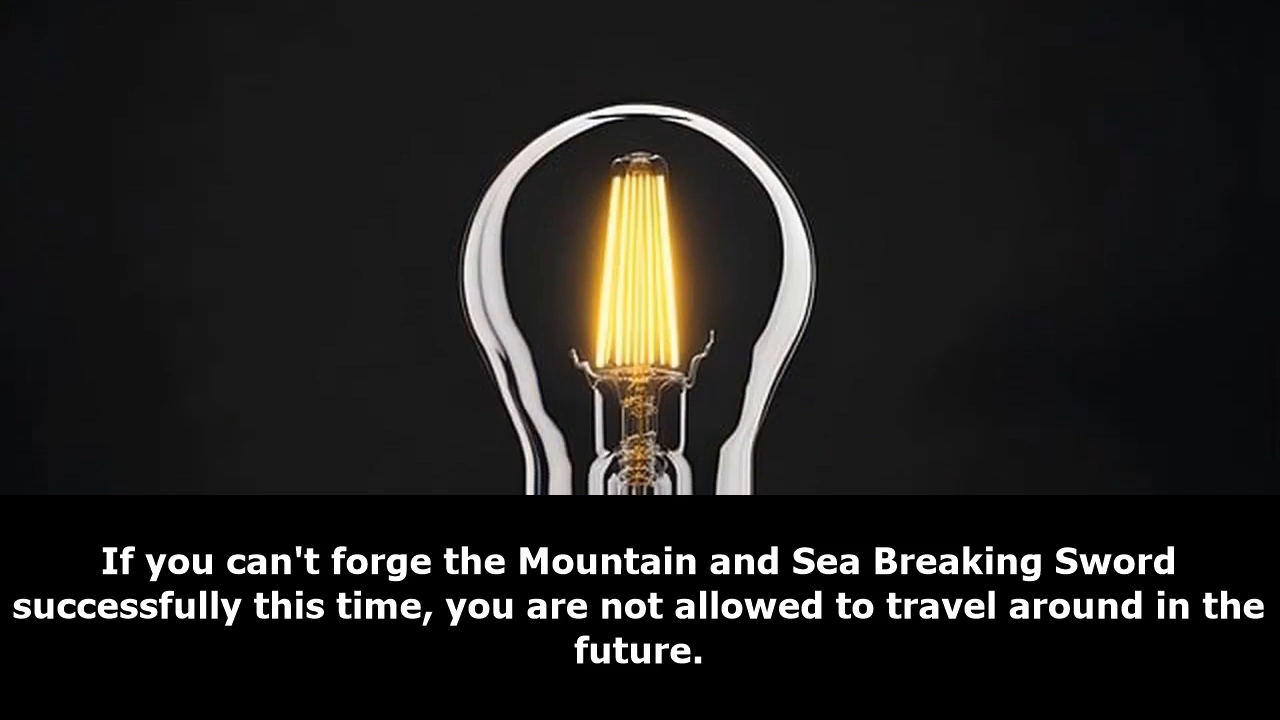 If you can't forge the Mountain and Sea Breaking Sword
successfully this time, you are not allowed to travel around in the
future.